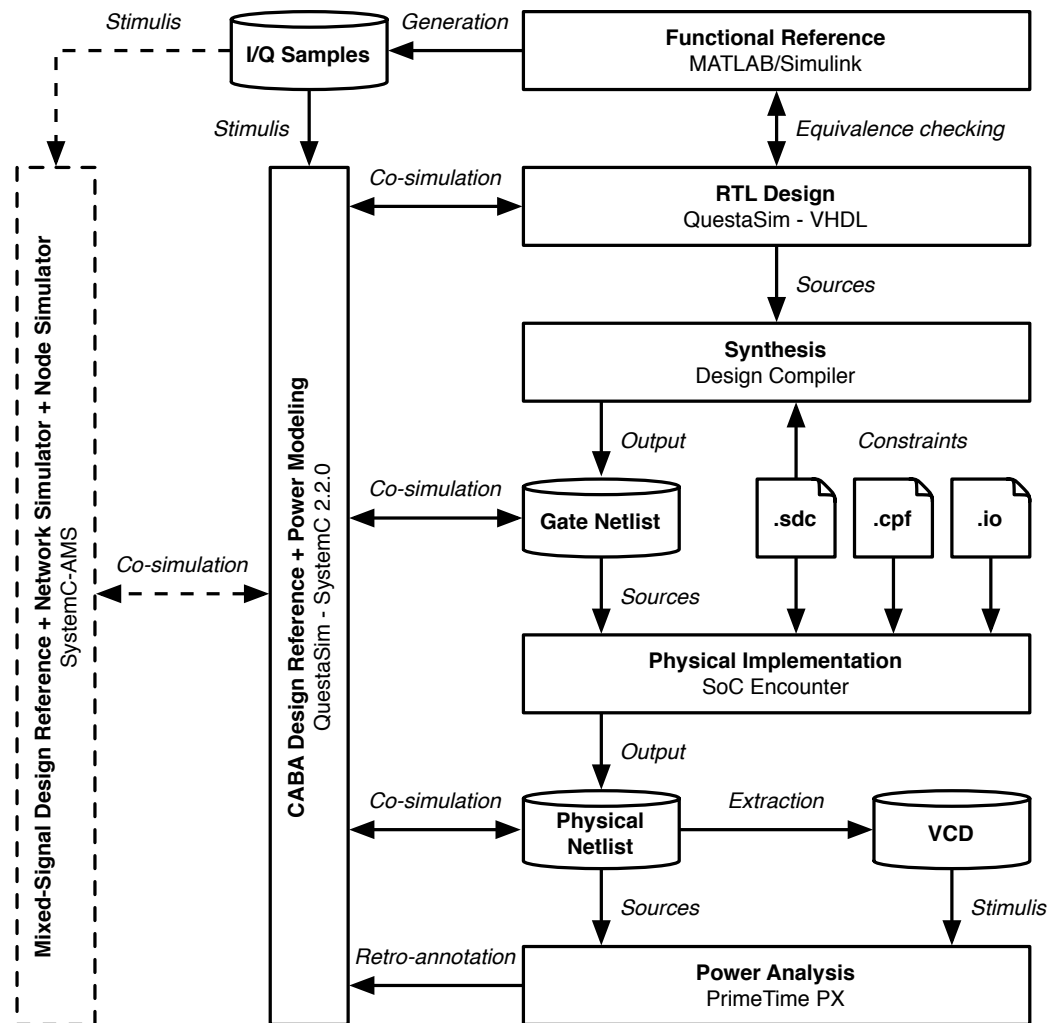 Stimulis
Generation
I/Q Samples
Functional Reference
MATLAB/Simulink
Stimulis
Equivalence checking
Co-simulation
RTL Design
QuestaSim - VHDL
Sources
Synthesis
Design Compiler
Output
Constraints
Co-simulation
Gate Netlist
.sdc
.cpf
.io
Mixed-Signal Design Reference + Network Simulator + Node Simulator
SystemC-AMS
Co-simulation
CABA Design Reference + Power Modeling
QuestaSim - SystemC 2.2.0
Sources
Physical Implementation
SoC Encounter
Output
Co-simulation
Physical
Netlist
Extraction
VCD
Sources
Stimulis
Retro-annotation
Power Analysis
PrimeTime PX